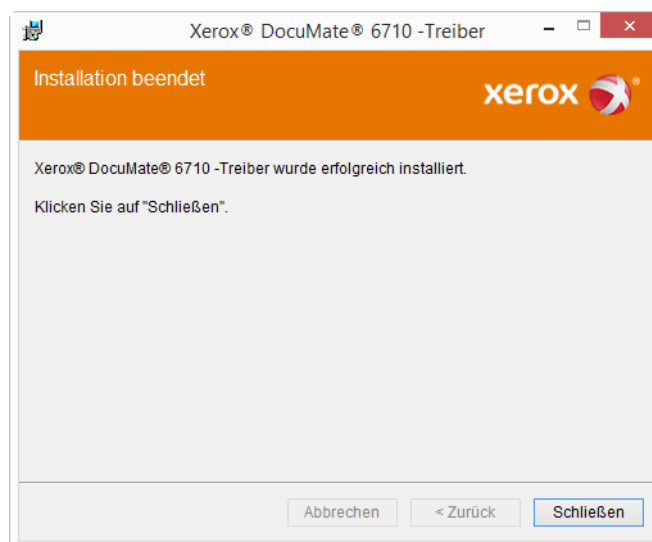 Xerox® DocuMate® 6710 -Treiber
Installation beendet
xerox
Xerox® DocuMate® 6710 -Treiber wurde erfolgreich installiert.
Klicken Sie auf "Schließen".
Abbrechen
< Zurück
Schließen